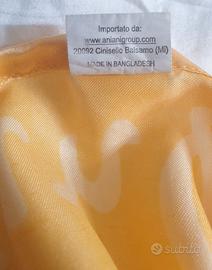 Importato da:
www.anianigroup.com
20092 Cinisello Balsamo (Mi)
MADE IN BANGLADESH
subito